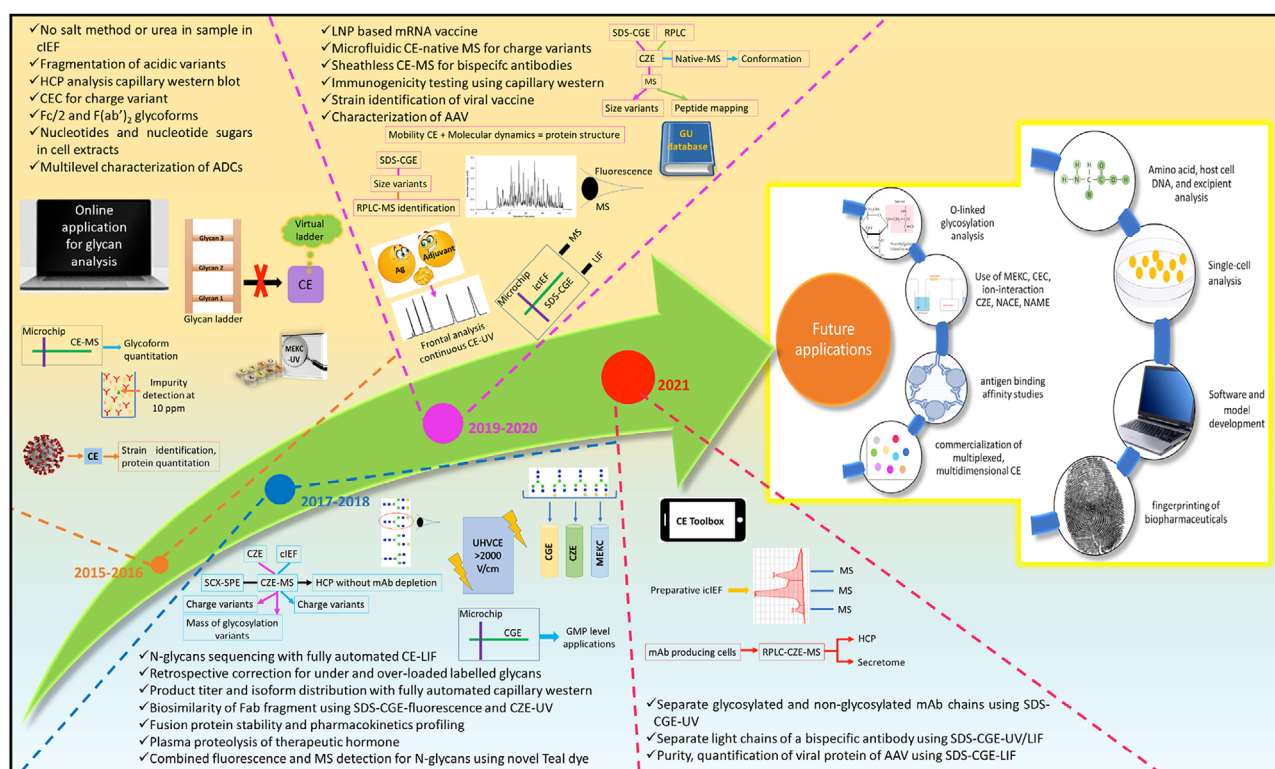 ✓No salt method or urea in sample in
cIEF
✓Fragmentation of acidic variants
✓HCP analysis capillary western blot
✓CEC for charge variant
✓Fc/2 and F(ab’)2 glycoforms
✓Nucleotides and nucleotide sugars
in cell extracts
✓Multilevel characterization of ADCs
Online
application
for glycan
analysis
Glycan 3
Glycan 2
Glycan 1
Glycan ladder
Virtual
ladder
CE
Microchip
CE-MS
Glycoform
quantitation
MEKC
-UV
Impurity
detection at
10 ppm
CE
Strain identification,
protein quantitation
2015-2016
✓LNP based mRNA vaccine
✓Microfluidic CE-native MS for charge variants
✓Sheathless CE-MS for bispecifc antibodies
✓Immunogenicity testing using capillary western
✓Strain identification of viral vaccine
✓Characterization of AAV
SDS-CGE
RPLC
CZE
Native-MS
Conformation
MS
Size variants
Peptide mapping
Mobility CE + Molecular dynamics = protein structure
GU
database
SDS-CGE
Size variants
RPLC-MS identification
Fluorescence
MS
Ag
Adjuvant
Frontal analysis
continuous CE-UV
Microchip
icIEF
SDS-CGE
MS
UF
2019-2020
2017-2018
CZE
cIEF
SCX-SPE
CZE-MS
HCP without mAb depletion
Charge variants
Charge variants
Mass of glycosylation
variants
UHVCE
>2000
V/cm
CGE
CZE
MEKC
Microchip
CGE
GMP level
applications
✓N-glycans sequencing with fully automated CE-LIF
✓Retrospective correction for under and over-loaded labelled glycans
✓Product titer and isoform distribution with fully automated capillary western
✓Biosimilarity of Fab fragment using SDS-CGE-fluorescence and CZE-UV
✓Fusion protein stability and pharmacokinetics profiling
✓Plasma proteolysis of therapeutic hormone
✓Combined fluorescence and MS detection for N-glycans using novel Teal dye
2021
CE Toolbox
Preparative icIEF
MS
MS
MS
mAb producing cells
RPLC-CZE-MS
HCP
Secretome
✓Separate glycosylated and non-glycosylated mAb chains using SDS-
CGE-UV
✓Separate light chains of a bispecific antibody using SDS-CGE-UV/LIF
✓Purity, quantification of viral protein of AAV using SDS-CGE-LIF
Future
applications
O-linked
glycosylation
analysis
Use of MEKC, CEC,
ion-interaction
CZE, NACE, NAME
antigen binding
affinity studies
commercialization of
multiplexed,
multidimensional CE
Amino acid, host cell
DNA, and excipient
analysis
Single-cell
analysis
Software and
model
development
fingerprinting of
biopharmaceuticals